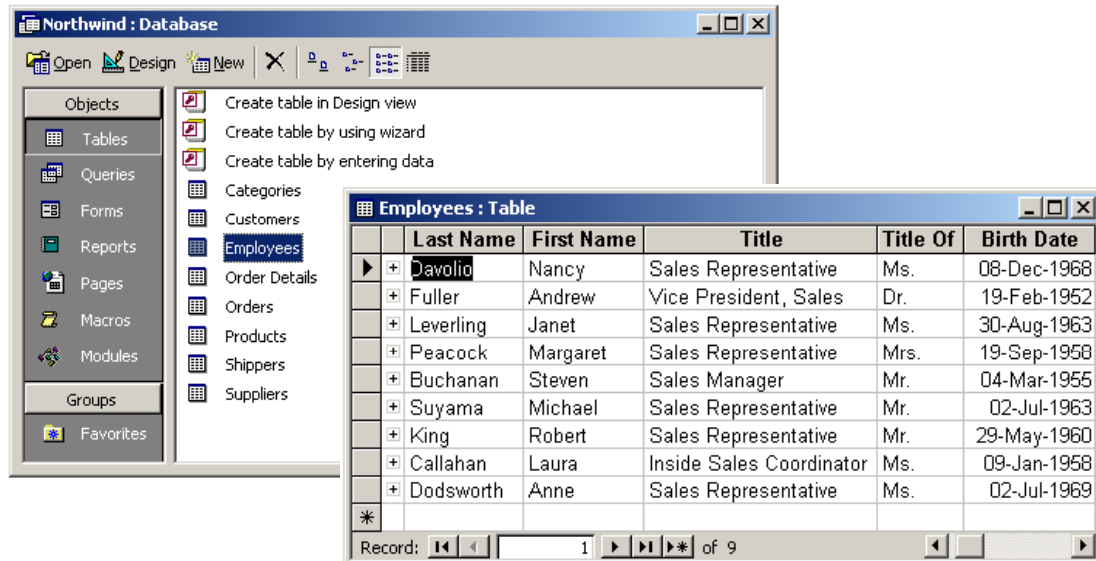 Northwind : Database
Open Design New
Objects
Tables
Queries
Forms
Reports
Pages
Macros
Modules
Groups
Favorites
Create table in Design view
Create table by using wizard
Create table by entering data
Categories
Customers
Employees
Order Details
Orders
Products
Shippers
Suppliers
Employees : Table
Last Name First Name Title Title Of Birth Date
Davolio Nancy Sales Representative Ms. 08-Dec-1968
Fuller Andrew Vice President, Sales Dr. 19-Feb-1952
Leverling Janet Sales Representative Ms. 30-Aug-1963
Peacock Margaret Sales Representative Mrs. 19-Sep-1958
Buchanan Steven Sales Manager Mr. 04-Mar-1955
Suyama Michael Sales Representative Mr. 02-Jul-1963
King Robert Sales Representative Mr. 29-May-1960
Callahan Laura Inside Sales Coordinator Ms. 09-Jan-1958
Dodsworth Anne Sales Representative Ms. 02-Jul-1969
Record: 1 of 9